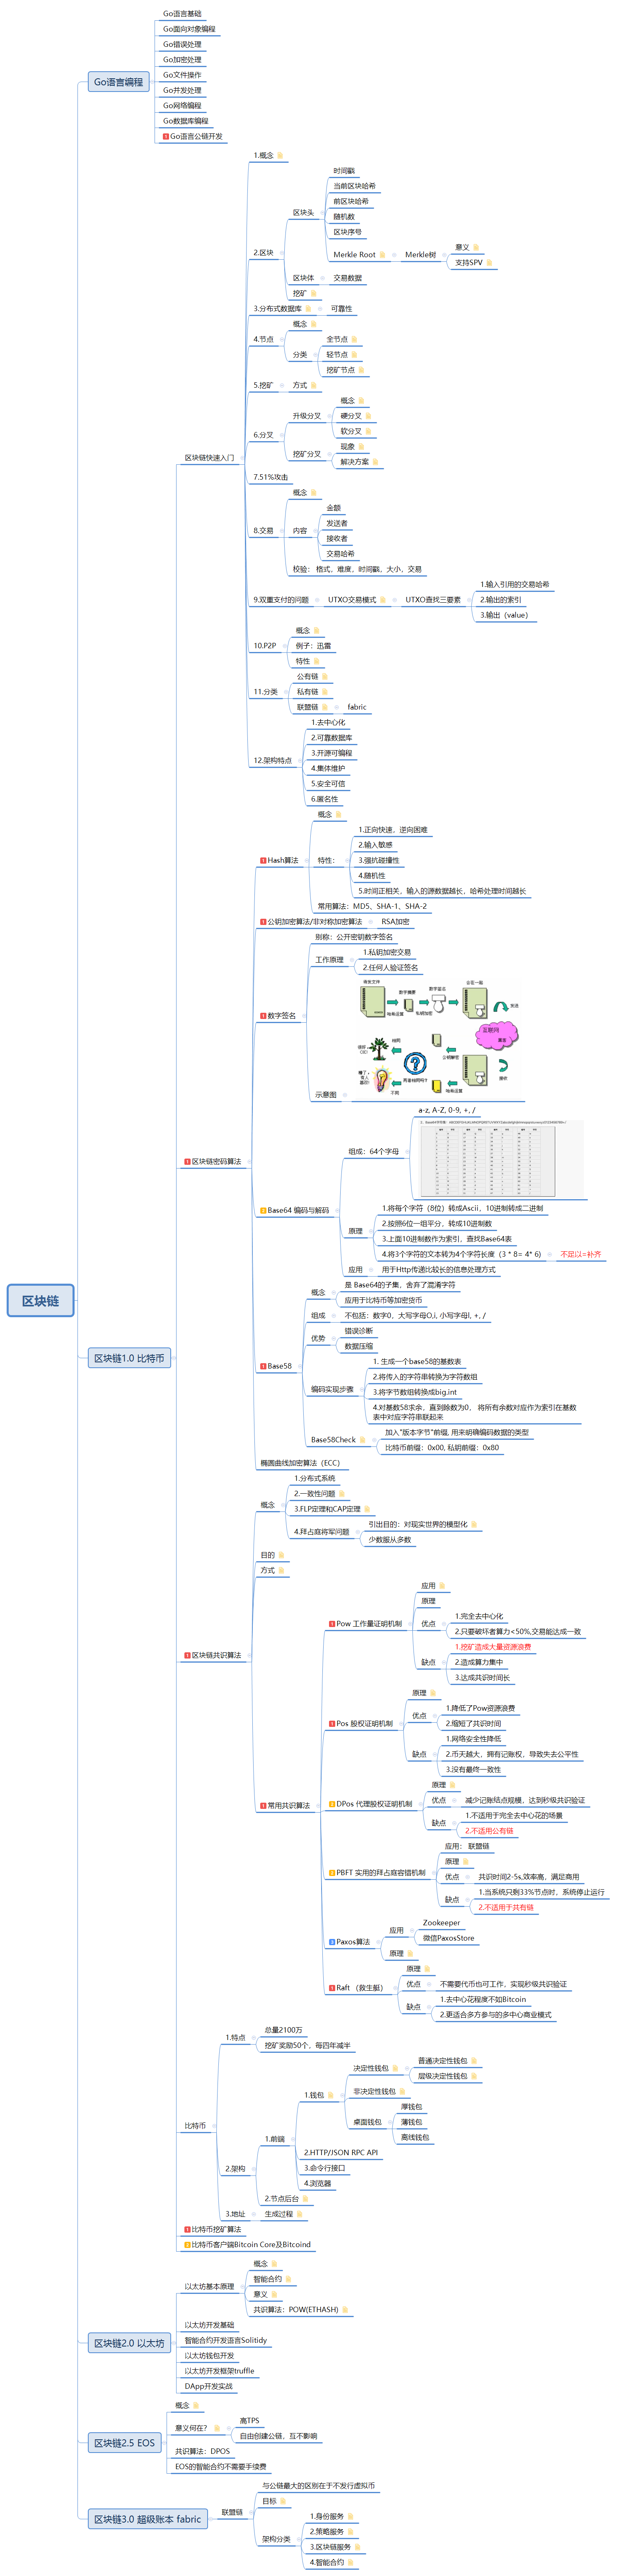 Go语言基础
Go面向对象编程
Go错误处理
Go加密处理
Go语言编程
Go文件操作
Go并发处理
Go网络编程
Go数据库编程
Go语言公链开发
区块链
区块链1.0 比特币
区块链快速入门
1.概念
2.区块
区块头
时间戳
当前区块哈希
前区块哈希
随机数
区块序号
Merkle Root
Merkle树
意义
支持SPV
区块体
交易数据
挖矿
3.分布式数据库
可靠性
4.节点
概念
分类
全节点
轻节点
挖矿节点
5.挖矿
方式
6.分叉
升级分叉
概念
硬分叉
软分叉
挖矿分叉
现象
解决方案
7.51%攻击
8.交易
概念
内容
金额
发送者
接收者
交易哈希
校验： 格式，难度，时间戳，大小，交易
9.双重支付的问题
UTXO交易模式
UTXO查找三要素
1.输入引用的交易哈希
2.输出的索引
3.输出（value）
10.P2P
概念
例子：迅雷
特性
11.分类
公有链
私有链
联盟链
fabric
12.架构特点
1.去中心化
2.可靠数据库
3.开源可编程
4.集体维护
5.安全可信
6.匿名性
区块链密码算法
Hash算法
概念
特性：
1.正向快速，逆向困难
2.输入敏感
3.强抗碰撞性
4.随机性
5.时间正相关，输入的源数据越长，哈希处理时间越长
常用算法：MD5、SHA-1、SHA-2
公钥加密算法/非对称加密算法
RSA加密
数字签名
别称：公开密钥数字签名
工作原理
1.私钥加密交易
2.任何人验证签名
示意图
数字摘要
数字签名
哈希运算
私钥加密
互联网
公钥解密
哈希运算
不同
Base64 编码与解码
组成：64个字母
a-z, A-Z, 0-9, +, /
原理
1.将每个字符（8位）转成Ascii，10进制转成二进制
2.按照6位一组平分，转成10进制数
3.上面10进制数作为索引，查找Base64表
4.将3个字符的文本转为4个字符长度（3 * 8= 4* 6）
不足以=补齐
应用
用于Http传递比较长的信息处理方式
Base58
概念
是 Base64的子集，舍弃了混淆字符
应用于比特币等加密货币
组成
不包括：数字0，大写字母O,i, 小写字母l, +, /
优势
错误诊断
数据压缩
编码实现步骤
1. 生成一个base58的基数表
2.将传入的字符串转换为字符数组
3.将字节数组转换成big.int
4.对基数58求余，直到除数为0， 将所有余数对应作为索引在基数
表中对应字符串联起来
Base58Check
加入"版本字节"前缀, 用来明确编码数据的类型
比特币前缀：0x00, 私钥前缀：0x80
椭圆曲线加密算法（ECC）
区块链共识算法
概念
1.分布式系统
2.一致性问题
3.FLP定理和CAP定理
4.拜占庭将军问题
引出目的：对现实世界的模型化
少数服从多数
目的
方式
常用共识算法
Pow 工作量证明机制
应用
原理
优点
1.完全去中心化
2.只要破坏者算力<50%,交易能达成一致
缺点
1.挖矿造成大量资源浪费
2.造成算力集中
3.达成共识时间长
Pos 股权证明机制
原理
优点
1.降低了Pow资源浪费
2.缩短了共识时间
缺点
1.网络安全性降低
2.币天越大，拥有记账权，导致失去公平性
3.没有最终一致性
DPos 代理股权证明机制
原理
优点
减少记账结点规模，达到秒级共识验证
缺点
1.不适用于完全去中心花的场景
2.不适用公有链
PBFT 实用的拜占庭容错机制
应用： 联盟链
原理
优点
共识时间2-5s,效率高，满足商用
缺点
1.当系统只剩33%节点时，系统停止运行
2.不适用于共有链
Paxos算法
应用
Zookeeper
微信PaxosStore
原理
Raft （救生艇）
原理
优点
不需要代币也可工作，实现秒级共识验证
缺点
1.去中心花程度不如Bitcoin
2.更适合多方参与的多中心商业模式
比特币
1.特点
总量2100万
挖矿奖励50个，每四年减半
2.架构
1.前端
1.钱包
决定性钱包
普通决定性钱包
层级决定性钱包
非决定性钱包
桌面钱包
厚钱包
薄钱包
离线钱包
2.HTTP/JSON RPC API
3.命令行接口
4.浏览器
2.节点后台
3.地址
生成过程
比特币挖矿算法
比特币客户端Bitcoin Core及Bitcoind
区块链2.0 以太坊
以太坊基本原理
概念
智能合约
意义
共识算法：POW(ETHASH)
以太坊开发基础
智能合约开发语言Solitidy
以太坊钱包开发
以太坊开发框架truffle
DApp开发实战
区块链2.5 EOS
概念
意义何在？
高TPS
自由创建公链，互不影响
共识算法：DPOS
EOS的智能合约不需要手续费
区块链3.0 超级账本 fabric
联盟链
与公链最大的区别在于不发行虚拟币
目标
架构分类
1.身份服务
2.策略服务
3.区块链服务
4.智能合约